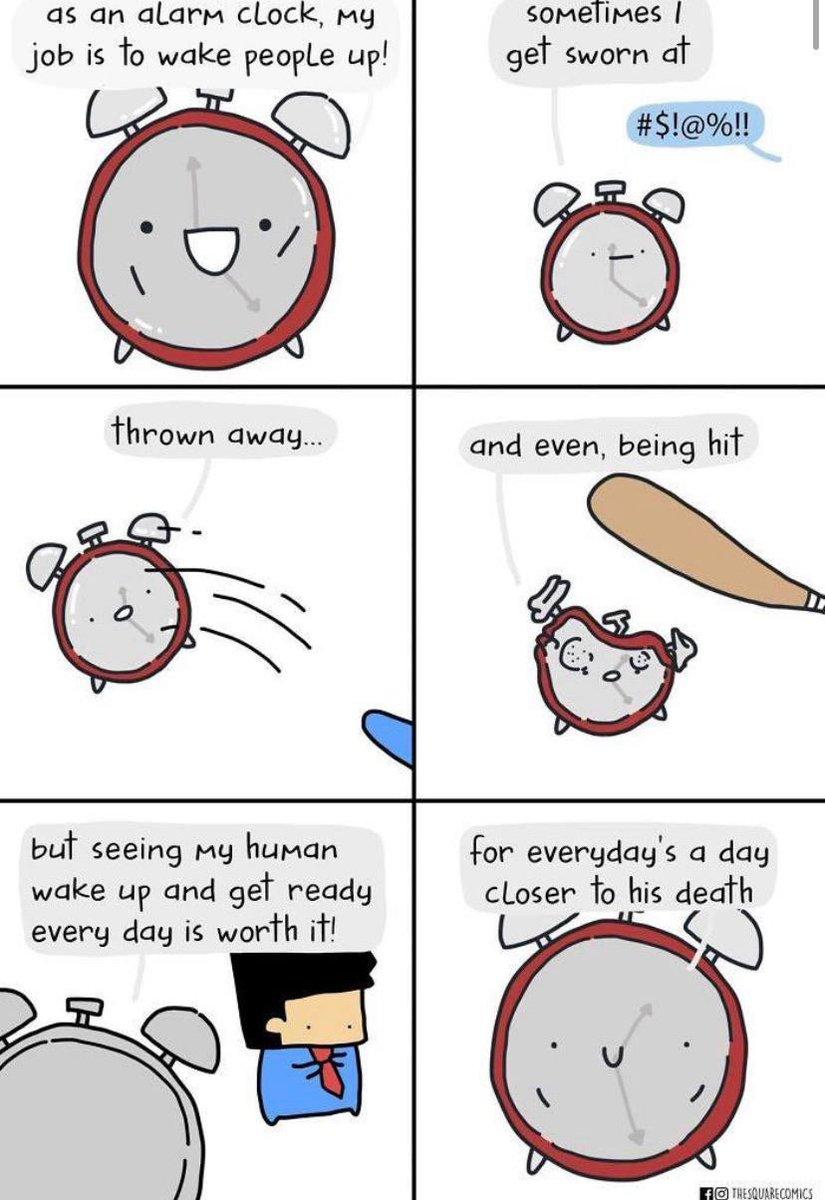 as an alarm clock, my
job is to wake people up!
sometimes I
get sworn at
#$!@%!!
thrown away...
and even, being hit
but seeing my human
wake up and get ready
every day is worth it!
for everyday's a day
closer to his death
THESQUARECOMICS